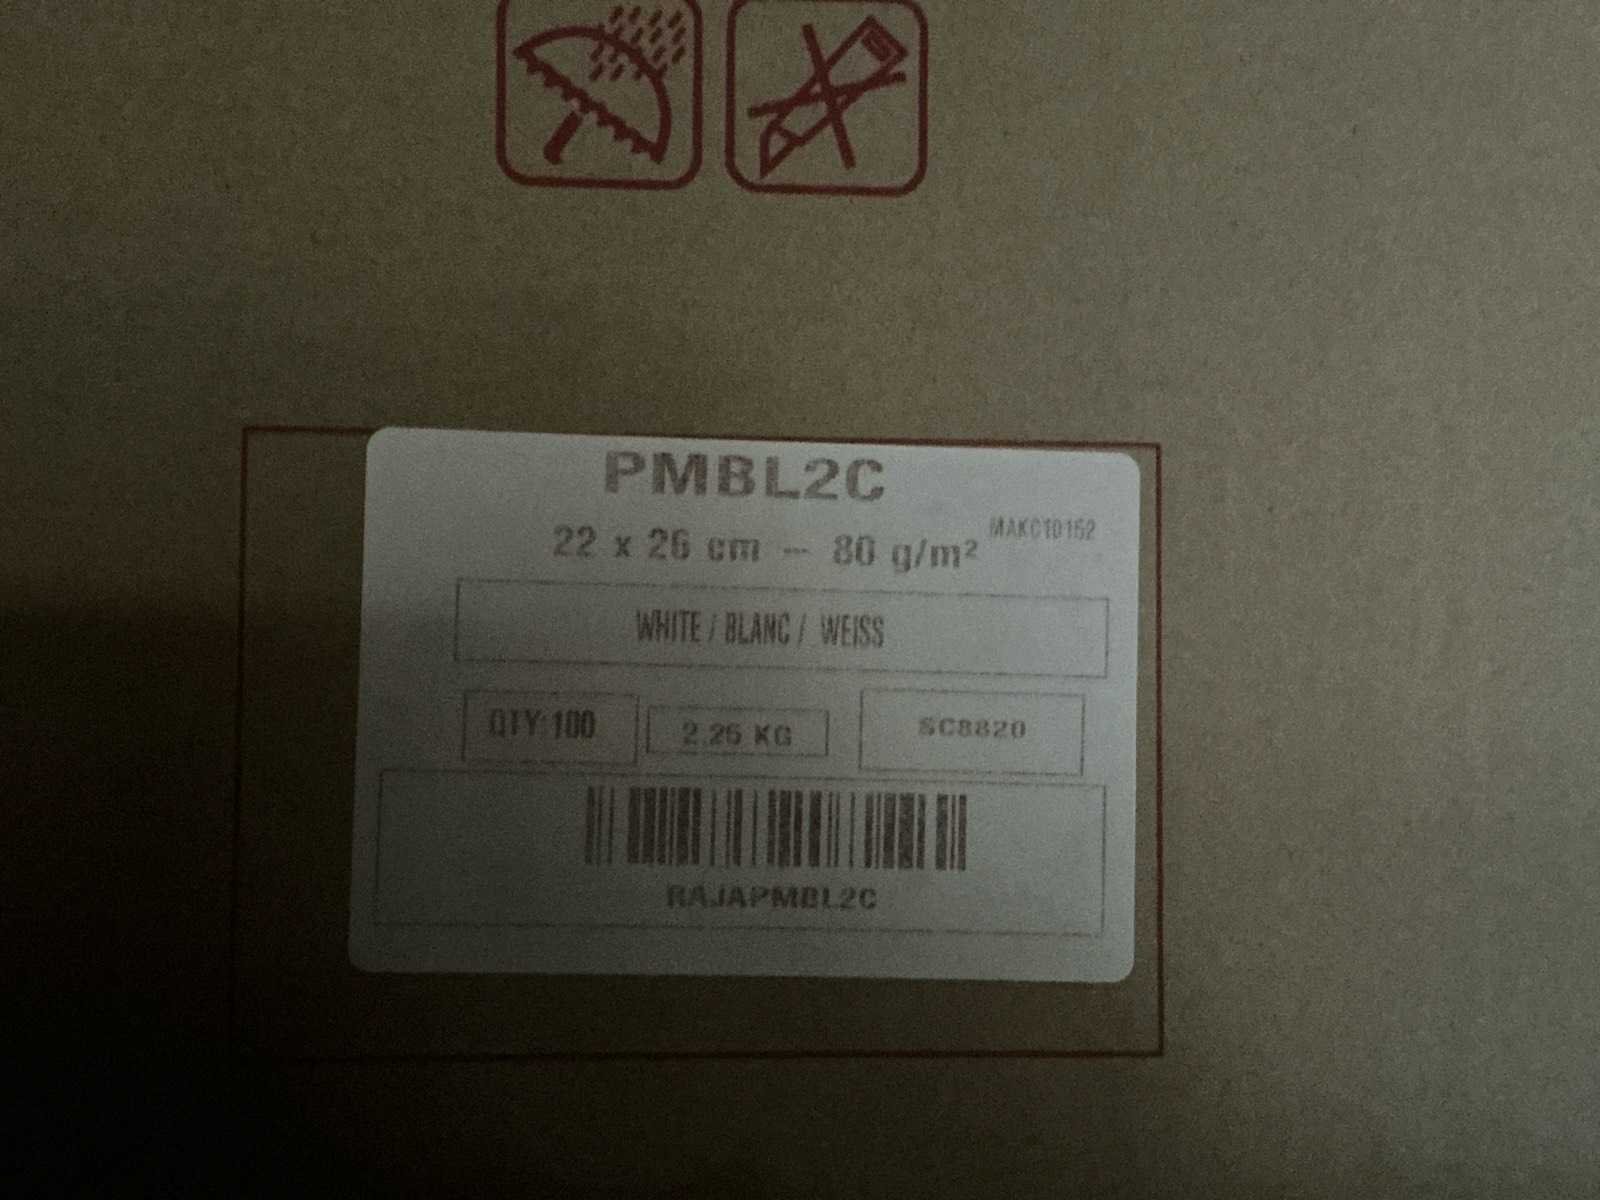 PMBL2C
MAKC10152
22 x 26 cm -- 80 g/m²
WHITE / BLANC / WEISS
QTY:100
2.25 KG
SC8820
RAJAPMBL2C